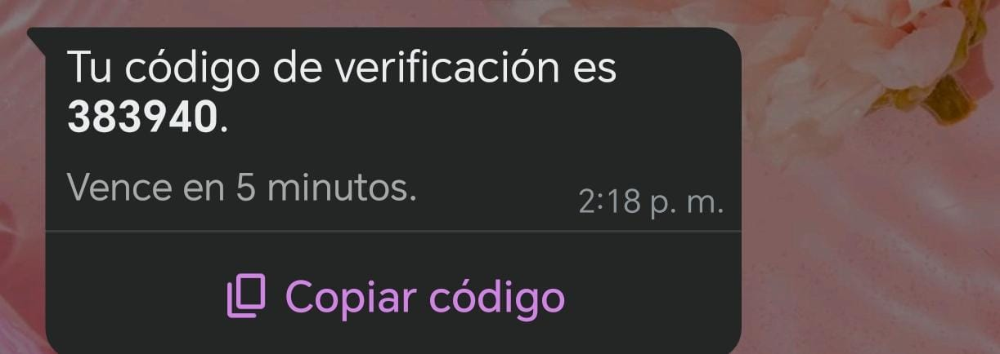 Tu código de verificación es
383940.
Vence en 5 minutos.
2:18 p. m.
Copiar código